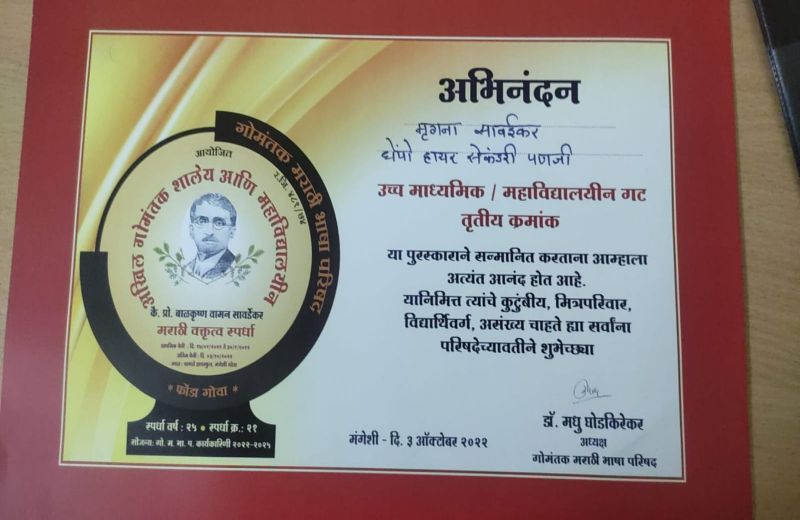 अभिनंदन
मृगना सावईकर
धेंपो हायर सेकंडरी पणजी
उच्च माध्यमिक / महाविद्यालयीन गट
तृतीय क्रमांक
या पुरस्काराने सन्मानित करताना आम्हाला
अत्यंत आनंद होत आहे.
यानिमित्त त्यांचे कुटुंबीय, मित्रपरिवार,
विद्यार्थिवर्ग, असंख्य चाहते ह्या सर्वांना
परिषदेच्यावतीने शुभेच्छा
डॉ. मधु घोडकिरेकर
अध्यक्ष
गोमंतक मराठी भाषा परिषद
मंगेशी - दि. ३ ऑक्टोबर २०२२
गोमंतक मराठी भाषा परिषद
र.जि. ४८९/७४
आयोजित
अखिल गोमंतक शालेय आणि महाविद्यालयीन
कै. प्रो. बाळकृष्ण वामन सावर्डेकर
मराठी वक्तृत्व स्पर्धा
* फोंडा गोवा *
स्पर्धा वर्ष : २५ • स्पर्धा क्र.: २१
सौजन्य: गो. म. भा. प. कार्यकारिणी २०२२-२०२५